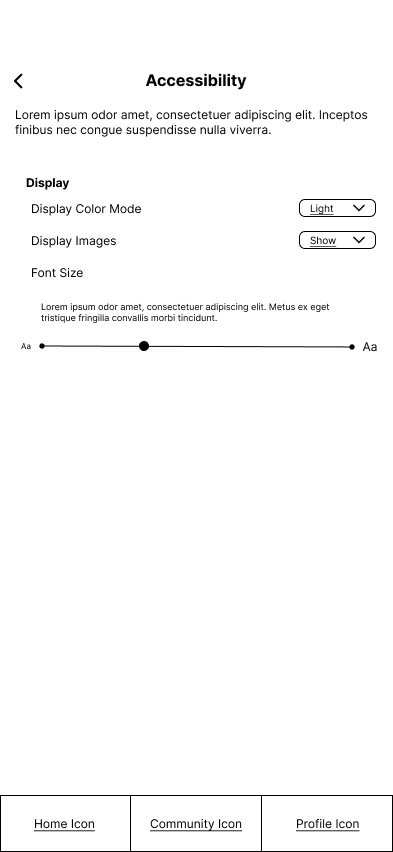 Accessibility
Lorem ipsum odor amet, consectetuer adipiscing elit. Inceptos
finibus nec congue suspendisse nulla viverra.
Display
Display Color Mode
Light
Display Images
Show
Font Size
Lorem ipsum odor amet, consectetuer adipiscing elit. Metus ex eget
tristique fringilla convallis morbi tincidunt.
Aa
Aa
Home Icon
Community Icon
Profile Icon